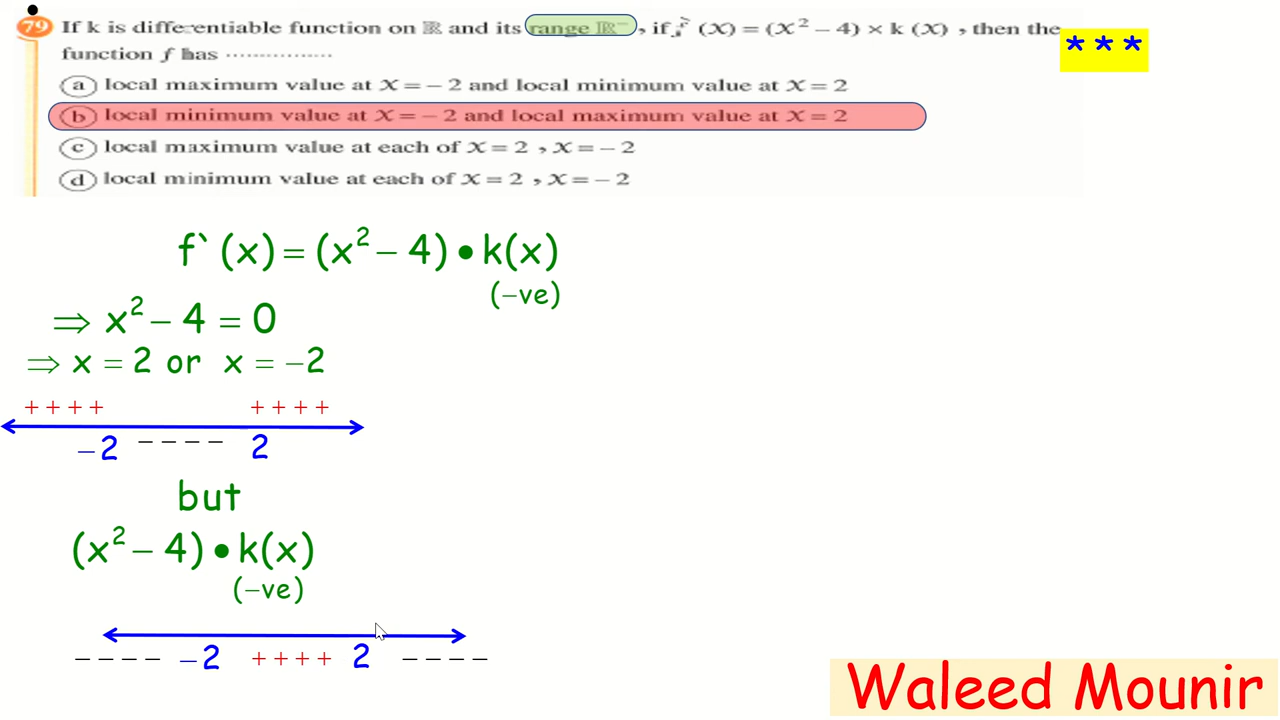 79 If k is differentiable function on ℝ and its range ℝ⁻ , if f` (X) = (X² − 4) × k (X) , then the
* * *
function f has ················
(a) local maximum value at X = − 2 and local minimum value at X = 2
(b) local minimum value at X = − 2 and local maximum value at X = 2
(c) local maximum value at each of X = 2 , X = − 2
(d) local minimum value at each of X = 2 , X = − 2
f` (x) = (x² − 4) • k(x)
(−ve)
⇒ x² − 4 = 0
⇒ x = 2 or x = −2
+ + + + + + + +
−2 − − − − 2
but
(x² − 4) • k(x)
(−ve)
− − − − −2 + + + + 2 − − − −
Waleed Mounir